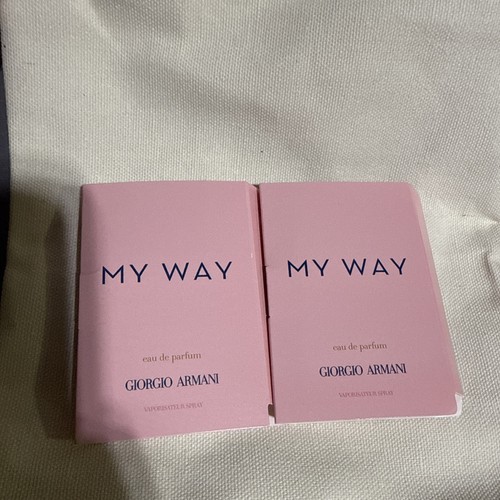 MY WAY
eau de parfum
GIORGIO ARMANI
VAPORISATEUR SPRAY
MY WAY
eau de parfum
GIORGIO ARMANI
VAPORISATEUR SPRAY